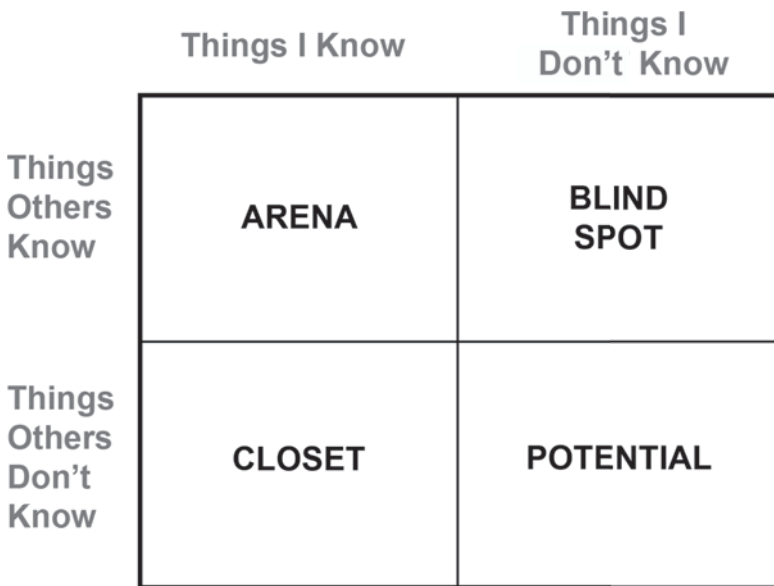 Things I Know
Things I
Don't Know
Things
Others
Know
ARENA
BLIND
SPOT
Things
Others
Don't
Know
CLOSET
POTENTIAL